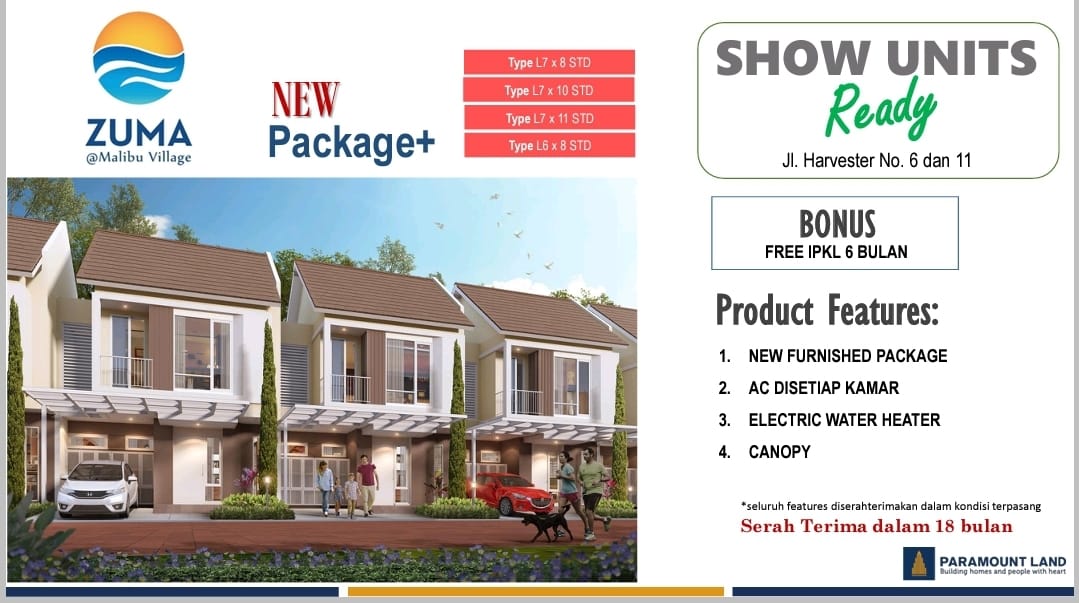 ZUMA
@Malibu Village
NEW
Package+
Type L7 x 8 STD
Type L7 x 10 STD
Type L7 x 11 STD
Type L6 x 8 STD
SHOW UNITS
Ready
Jl. Harvester No. 6 dan 11
BONUS
FREE IPKL 6 BULAN
Product Features:
1. NEW FURNISHED PACKAGE
2. AC DISETIAP KAMAR
3. ELECTRIC WATER HEATER
4. CANOPY
*seluruh features diserahterimakan dalam kondisi terpasang
Serah Terima dalam 18 bulan
PARAMOUNT LAND
Building homes and people with heart